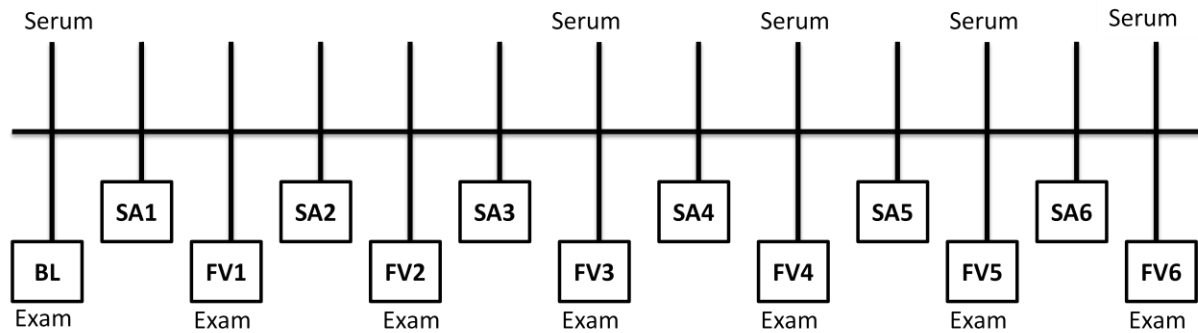 Serum Serum Serum Serum Serum
SA1 SA2 SA3 SA4 SA5 SA6
BL FV1 FV2 FV3 FV4 FV5 FV6
Exam Exam Exam Exam Exam Exam Exam